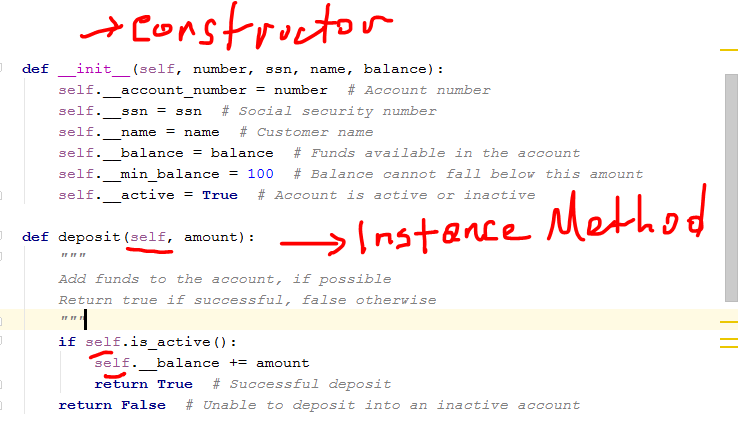 → Constructor
def __init__(self, number, ssn, name, balance):
self.__account_number = number # Account number
self.__ssn = ssn # Social security number
self.__name = name # Customer name
self.__balance = balance # Funds available in the account
self.__min_balance = 100 # Balance cannot fall below this amount
self.__active = True # Account is active or inactive
def deposit(self, amount): → Instance Method
"""
Add funds to the account, if possible
Return true if successful, false otherwise
"""
if self.is_active():
self.__balance += amount
return True # Successful deposit
return False # Unable to deposit into an inactive account